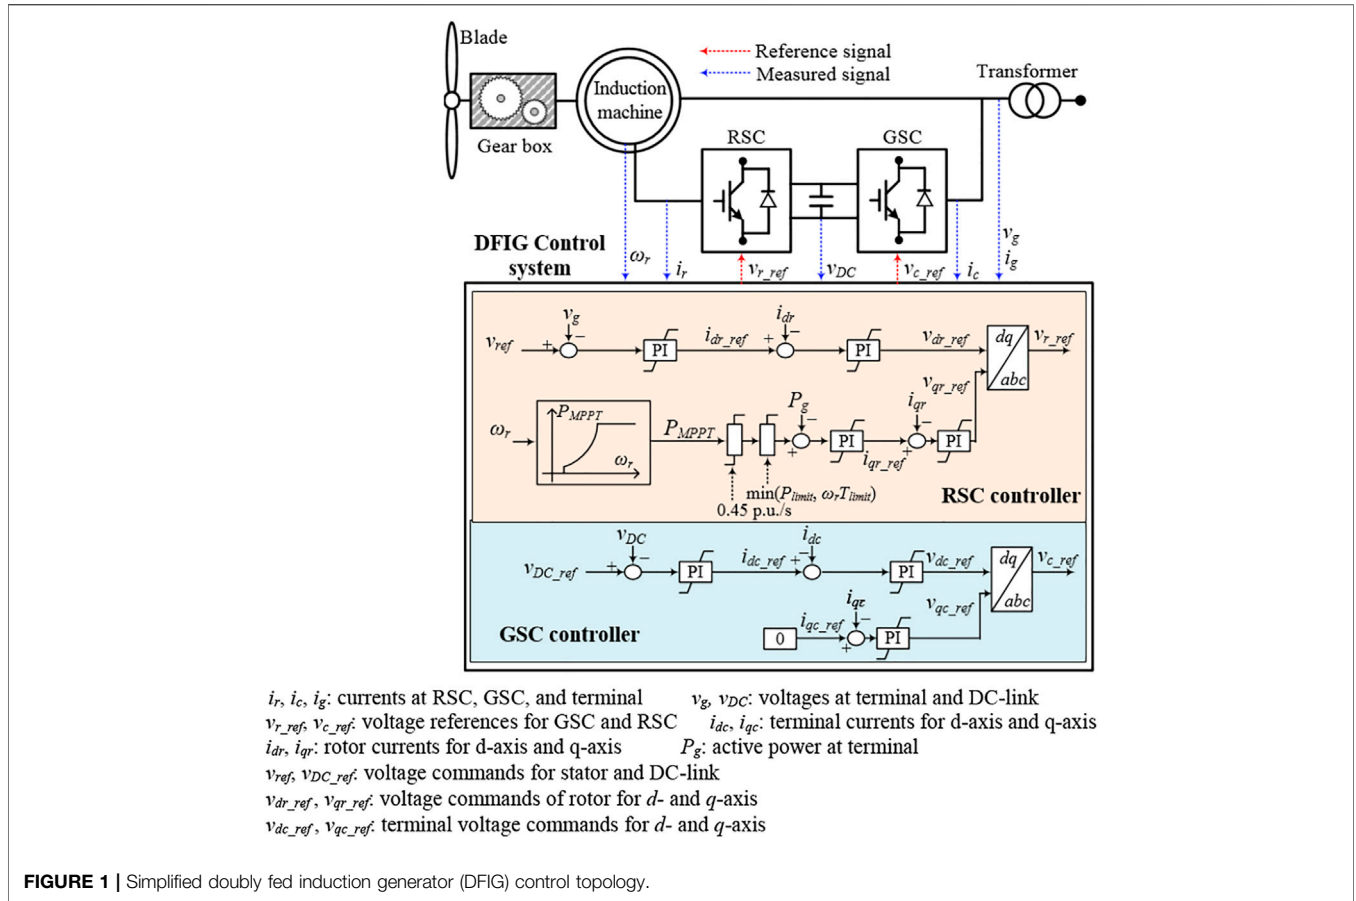 Blade
Reference signal
Measured signal
Transformer
Induction
machine
Gear box
RSC
GSC
DFIG Control
system
ω_r
i_r
v_r_ref
v_DC
v_c_ref
i_c
v_g
i_g
v_g
i_dr
v_ref
+
−
PI
i_dr_ref
+
−
PI
v_dr_ref
dq
abc
v_r_ref
v_qr_ref
ω_r
P_MPPT
ω_r
P_MPPT
P_g
−
+
PI
i_qr_ref
i_qr
−
+
PI
min(P_limit, ω_rT_limit)
0.45 p.u./s
RSC controller
v_DC
i_dc
v_DC_ref
+
−
PI
i_dc_ref
+
−
PI
v_dc_ref
dq
abc
v_c_ref
v_qc_ref
i_qc
0
i_qc_ref
−
+
PI
GSC controller
i_r, i_c, i_g: currents at RSC, GSC, and terminal v_g, v_DC: voltages at terminal and DC-link
v_r_ref, v_c_ref: voltage references for GSC and RSC i_dc, i_qc: terminal currents for d-axis and q-axis
i_dr, i_qr: rotor currents for d-axis and q-axis P_g: active power at terminal
v_ref, v_DC_ref: voltage commands for stator and DC-link
v_dr_ref, v_qr_ref: voltage commands of rotor for d- and q-axis
v_dc_ref, v_qc_ref: terminal voltage commands for d- and q-axis
FIGURE 1 | Simplified doubly fed induction generator (DFIG) control topology.